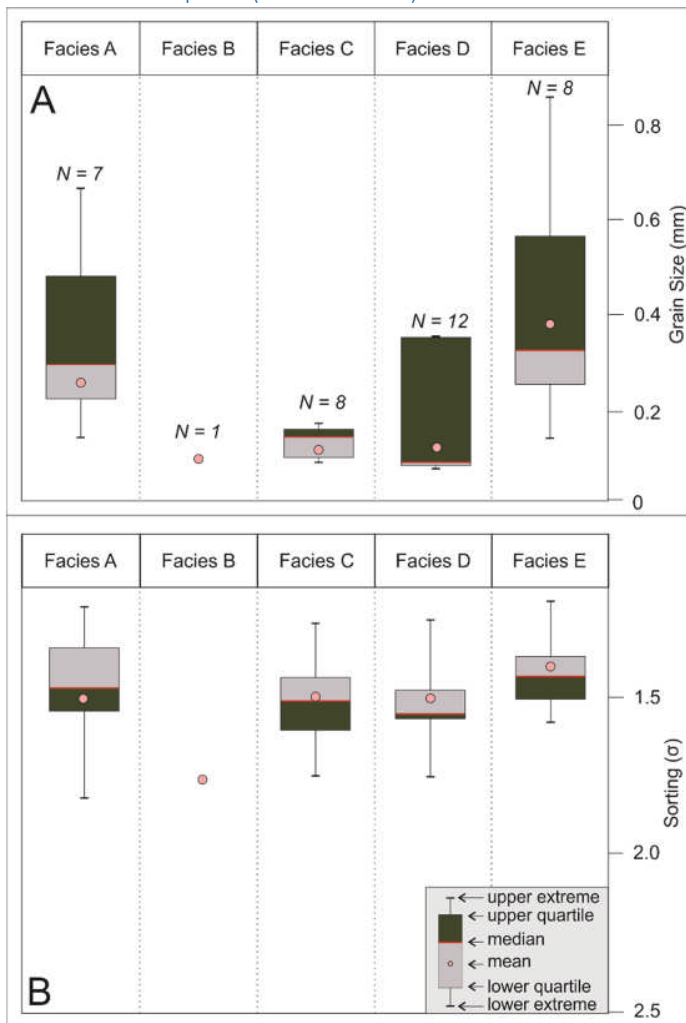 Facies A Facies B Facies C Facies D Facies E
A
N = 8
0.8
N = 7
0.6
Grain Size (mm)
N = 12
0.4
N = 8
N = 1
0.2
0
Facies A Facies B Facies C Facies D Facies E
1.5
Sorting (σ)
2.0
upper extreme
upper quartile
median
mean
lower quartile
lower extreme
B
2.5